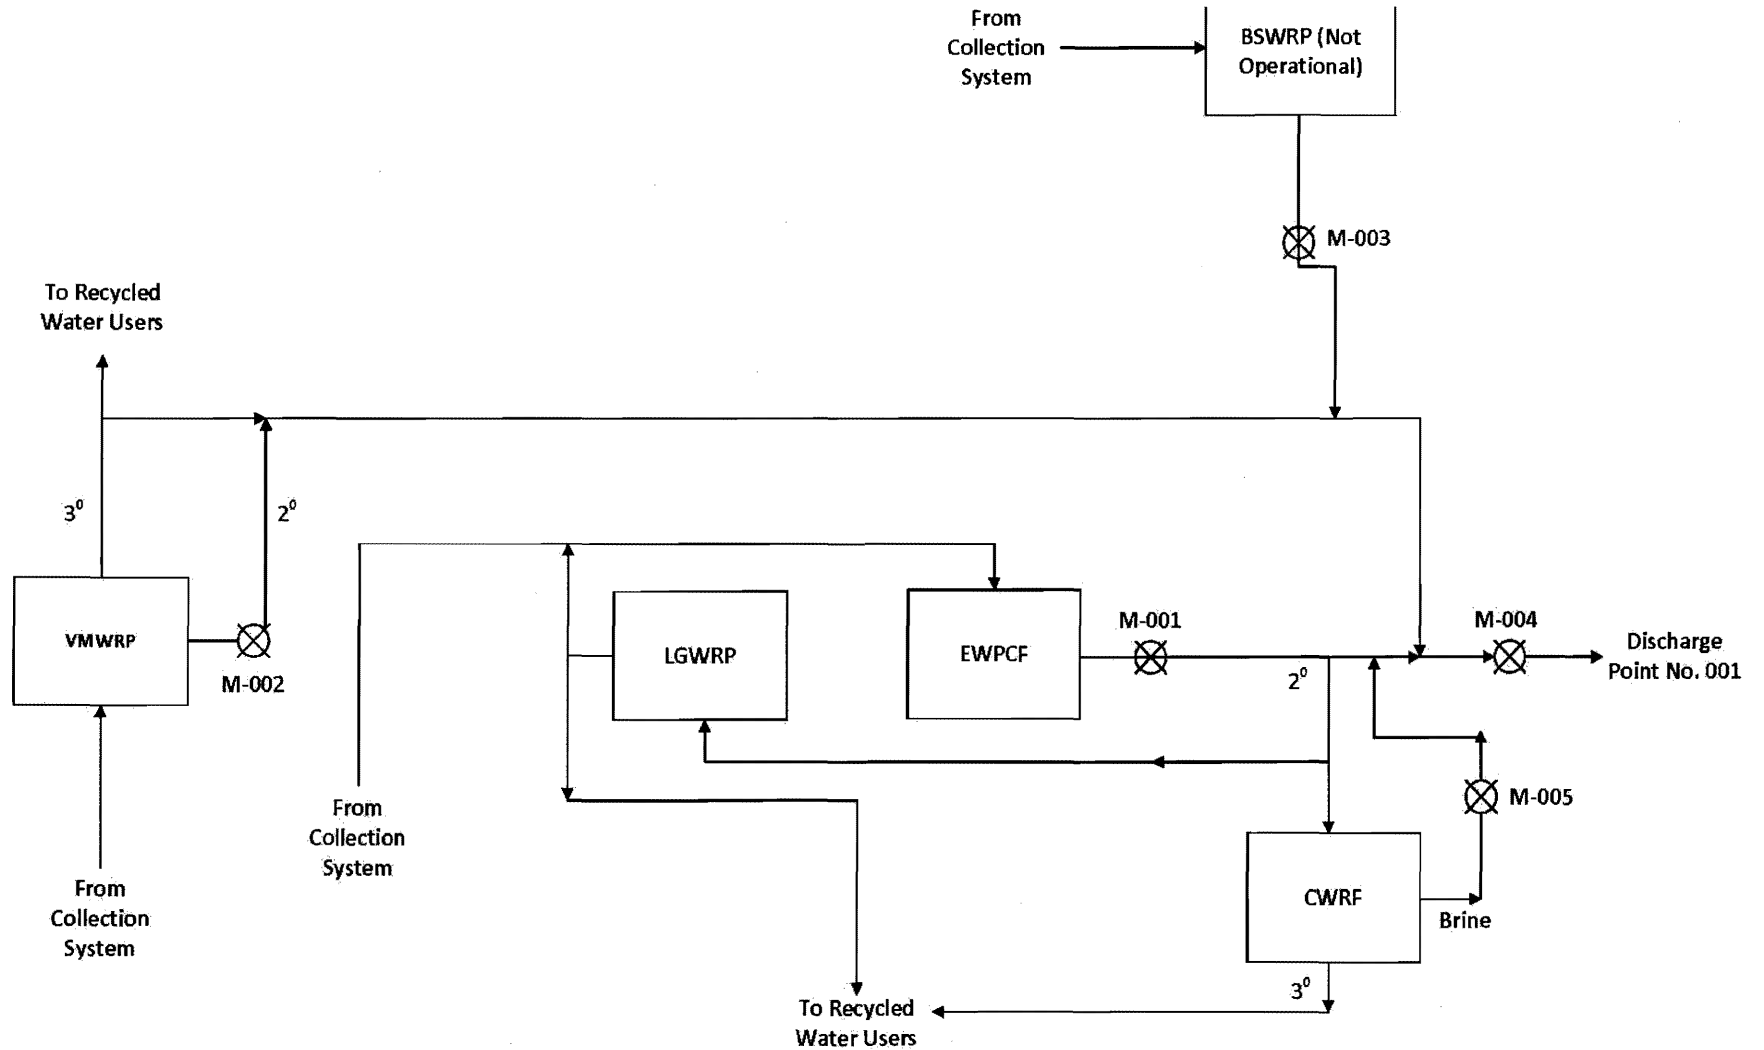 From
Collection
System
BSWRP (Not
Operational)
M-003
To Recycled
Water Users
3⁰
2⁰
VMWRP
M-002
From
Collection
System
From
Collection
System
LGWRP
EWPCF
M-001
2⁰
M-004
Discharge
Point No. 001
M-005
CWRF
Brine
3⁰
To Recycled
Water Users